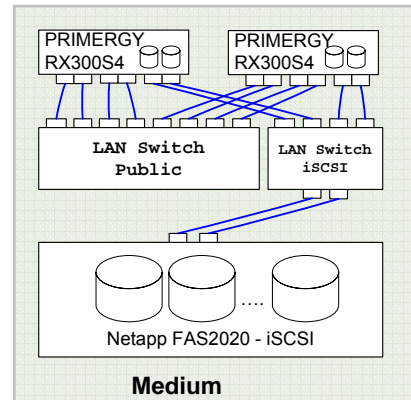 PRIMERGY
RX300S4
PRIMERGY
RX300S4
LAN Switch
Public
LAN Switch
iSCSI
....
Netapp FAS2020 - iSCSI
Medium